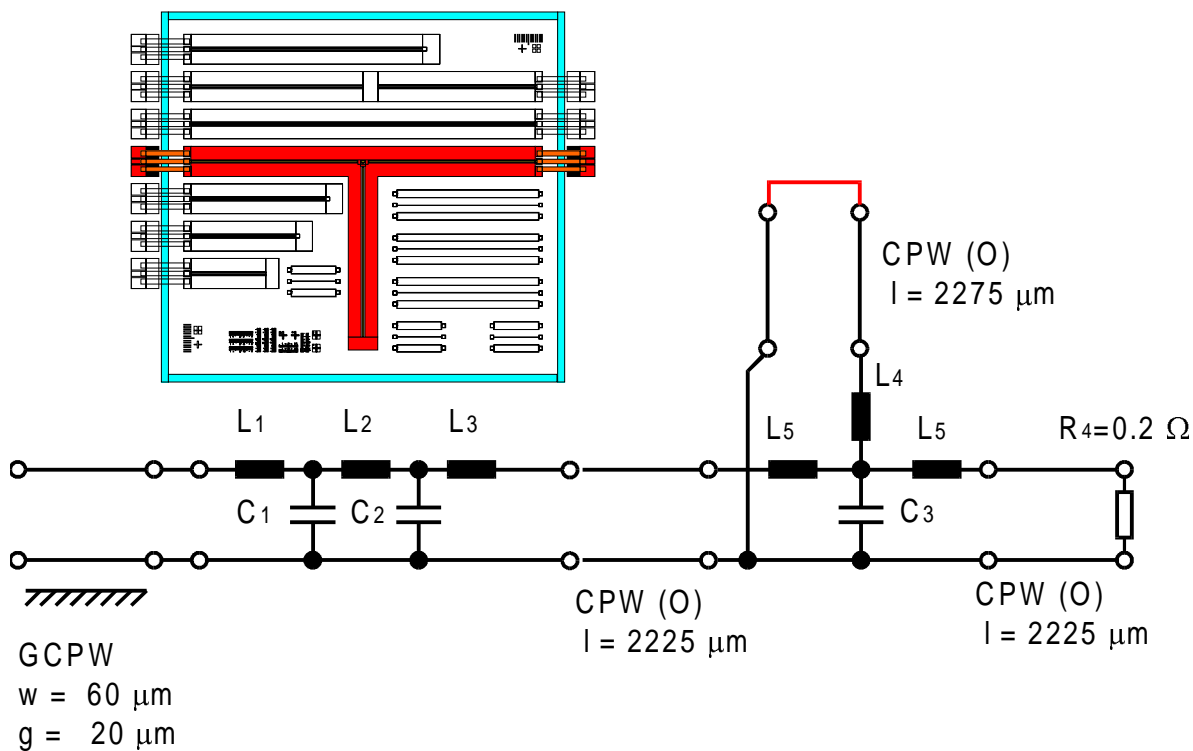 CPW (O)
l = 2275 µm
L4
L1
L2
L3
L5
L5
R4=0.2 Ω
C1
C2
C3
CPW (O)
l = 2225 µm
CPW (O)
l = 2225 µm
GCPW
w = 60 µm
g = 20 µm